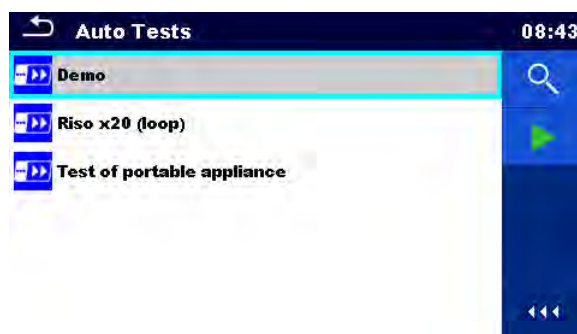 Auto Tests 08:43
Demo
Riso x20 (loop)
Test of portable appliance